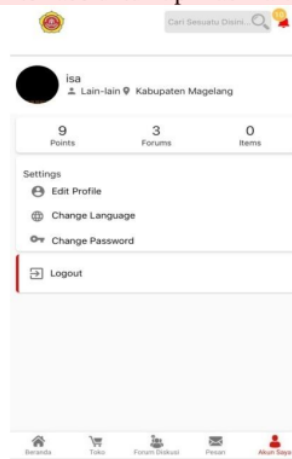 Cari Sesuatu Disini...
isa
Lain-lain Kabupaten Magelang
9 3 0
Points Forums Items
Settings
Edit Profile
Change Language
Change Password
Logout
Beranda Toko Forum Diskusi Pesan Akun Saya